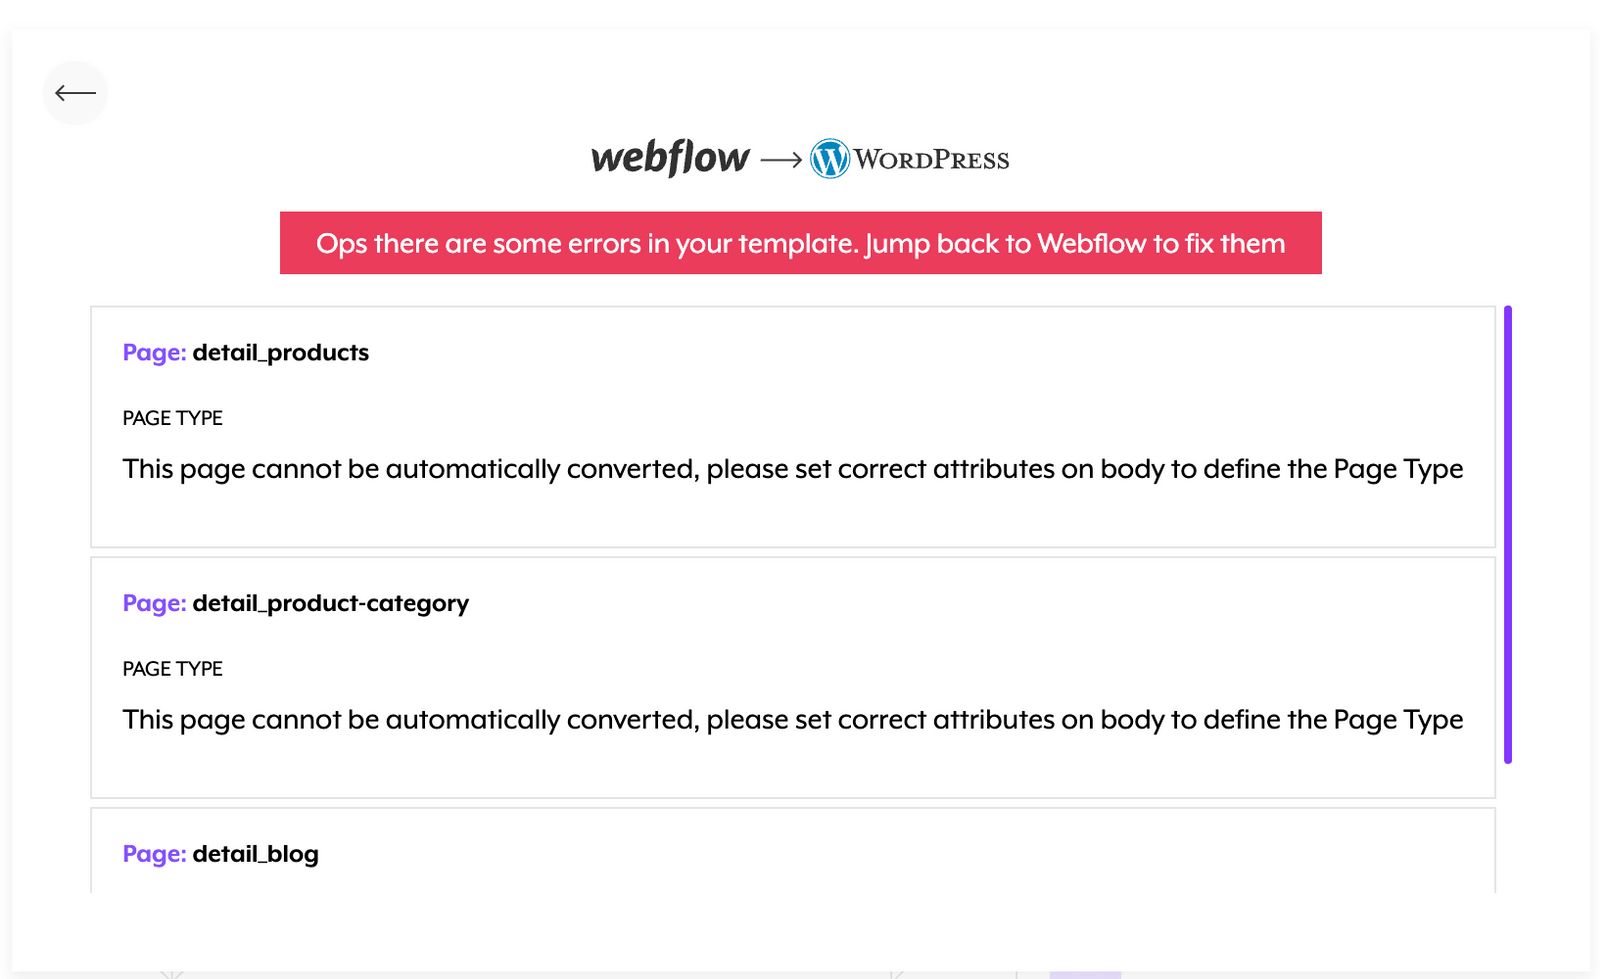 webflow → WORDPRESS
Ops there are some errors in your template. Jump back to Webflow to fix them
Page: detail_products
PAGE TYPE
This page cannot be automatically converted, please set correct attributes on body to define the Page Type
Page: detail_product-category
PAGE TYPE
This page cannot be automatically converted, please set correct attributes on body to define the Page Type
Page: detail_blog